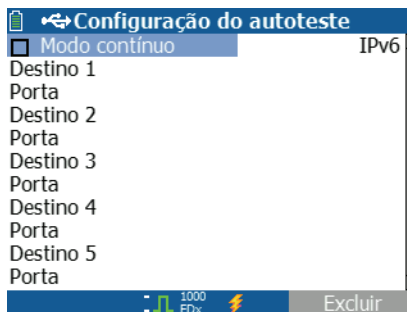 Configuração do autoteste
Modo contínuo IPv6
Destino 1
Porta
Destino 2
Porta
Destino 3
Porta
Destino 4
Porta
Destino 5
Porta
1000
FDx Excluir